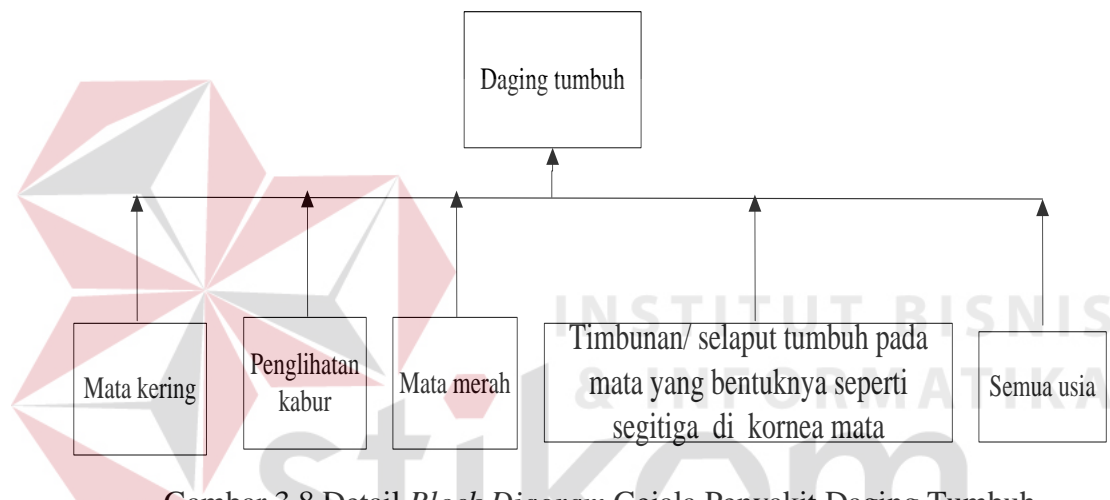 Daging tumbuh
INSTITUT BISNIS
& INFORMATIKA
stikom
Mata kering
Penglihatan
kabur
Mata merah
Timbunan/ selaput tumbuh pada
mata yang bentuknya seperti
segitiga di kornea mata
Semua usia
Gambar 3.8 Detail Block Diagram Gejala Penyakit Daging Tumbuh